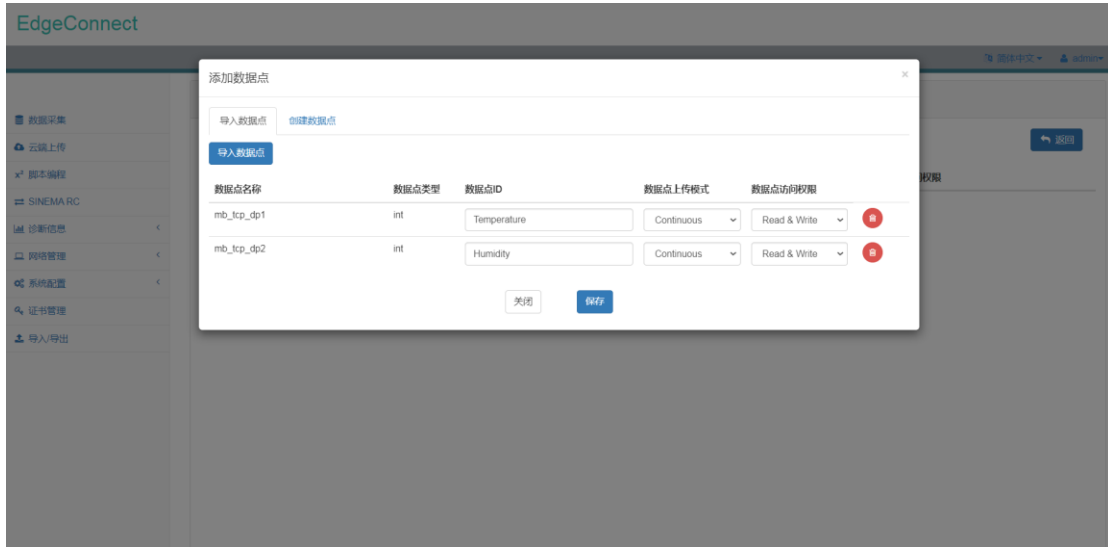 EdgeConnect
简体中文 admin
添加数据点 ×
导入数据点 创建数据点
导入数据点
数据点名称 数据点类型 数据点ID 数据点上传模式 数据点访问权限
mb_tcp_dp1 int Temperature Continuous Read & Write
mb_tcp_dp2 int Humidity Continuous Read & Write
关闭 保存
数据采集
云端上传
脚本编程
SINEMA RC
诊断信息
网络管理
系统配置
证书管理
导入/导出
返回
权限